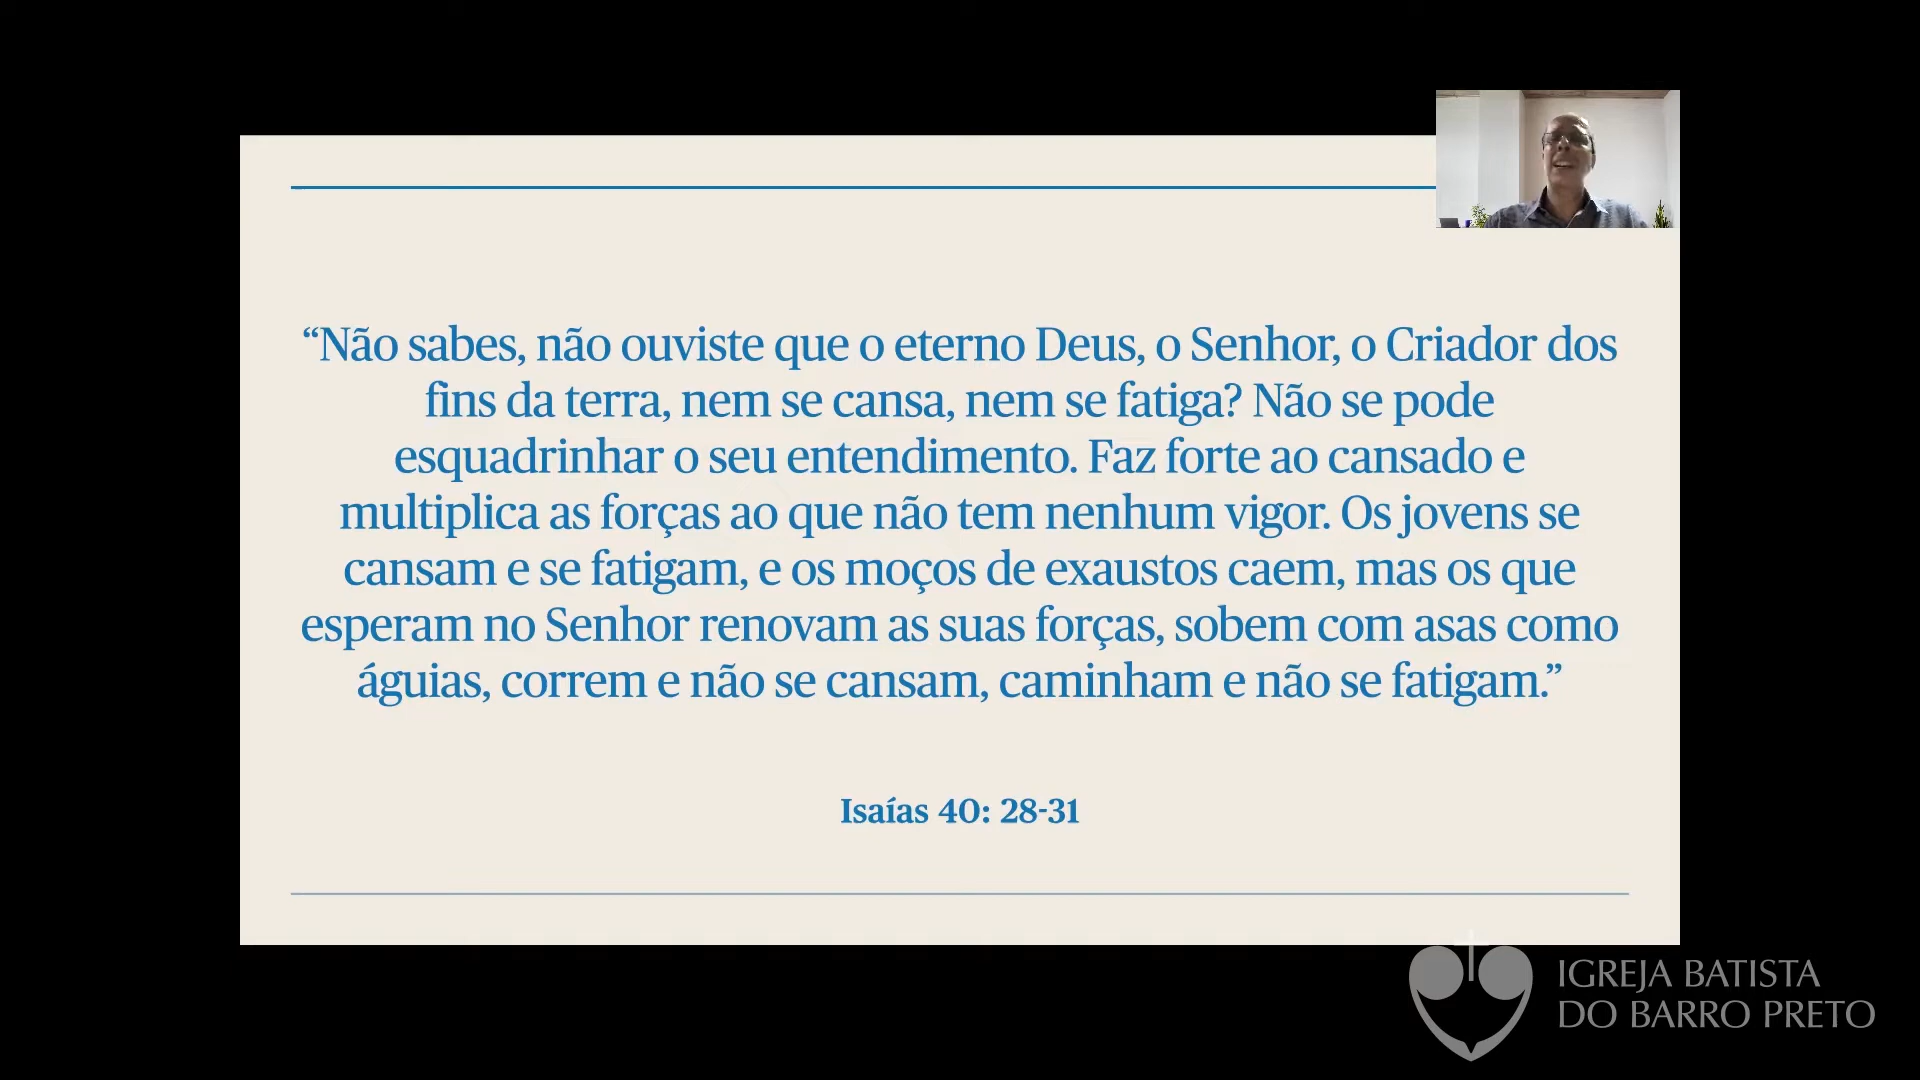 “Não sabes, não ouviste que o eterno Deus, o Senhor, o Criador dos
fins da terra, nem se cansa, nem se fatiga? Não se pode
esquadrinhar o seu entendimento. Faz forte ao cansado e
multiplica as forças ao que não tem nenhum vigor. Os jovens se
cansam e se fatigam, e os moços de exaustos caem, mas os que
esperam no Senhor renovam as suas forças, sobem com asas como
águias, correm e não se cansam, caminham e não se fatigam.”
Isaías 40: 28-31
IGREJA BATISTA
DO BARRO PRETO